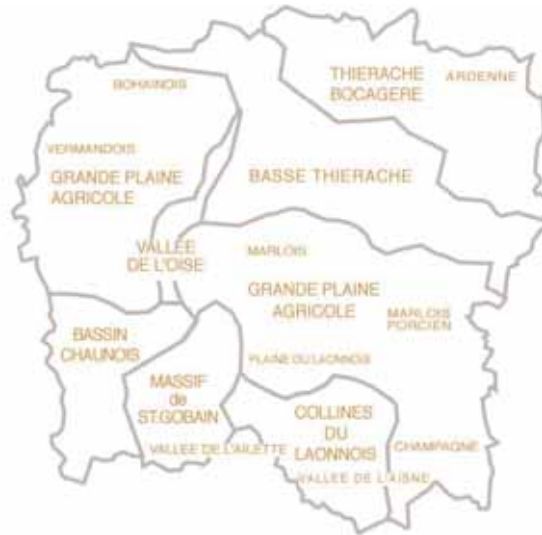 THIERACHE
BOCAGERE
ARDENNE
BOHAINOIS
VERMANDOIS
GRANDE PLAINE
AGRICOLE
BASSE THIERACHE
VALLÉE
DE L'OISE
MARLOIS
GRANDE PLAINE
AGRICOLE
MARLOIS
PORCIEN
BASSIN
CHAUNOIS
PLAINE DU LAONNOIS
MASSIF
de
ST.GOBAIN
COLLINES
DU
LAONNOIS
VALLEE DE L'AILETTE
CHAMPAGNE
VALLEE DE L'AISNE